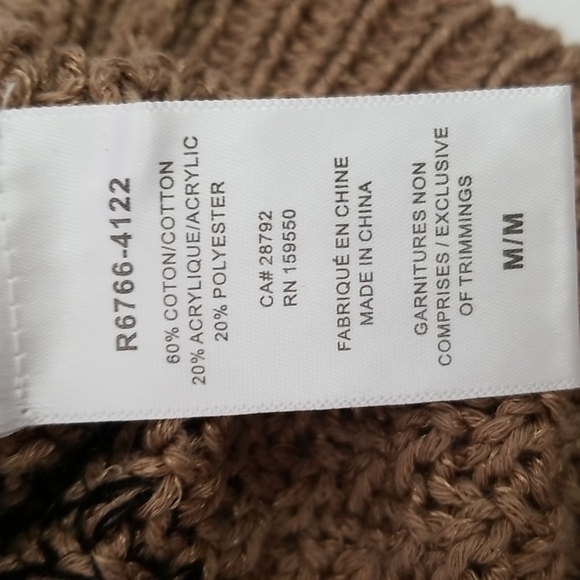 R6766-4122
60% COTON/COTTON
20% ACRYLIQUE/ACRYLIC
20% POLYESTER
CA# 28792
RN 159550
FABRIQUÉ EN CHINE
MADE IN CHINA
GARNITURES NON
COMPRISES / EXCLUSIVE
OF TRIMMINGS
M/M